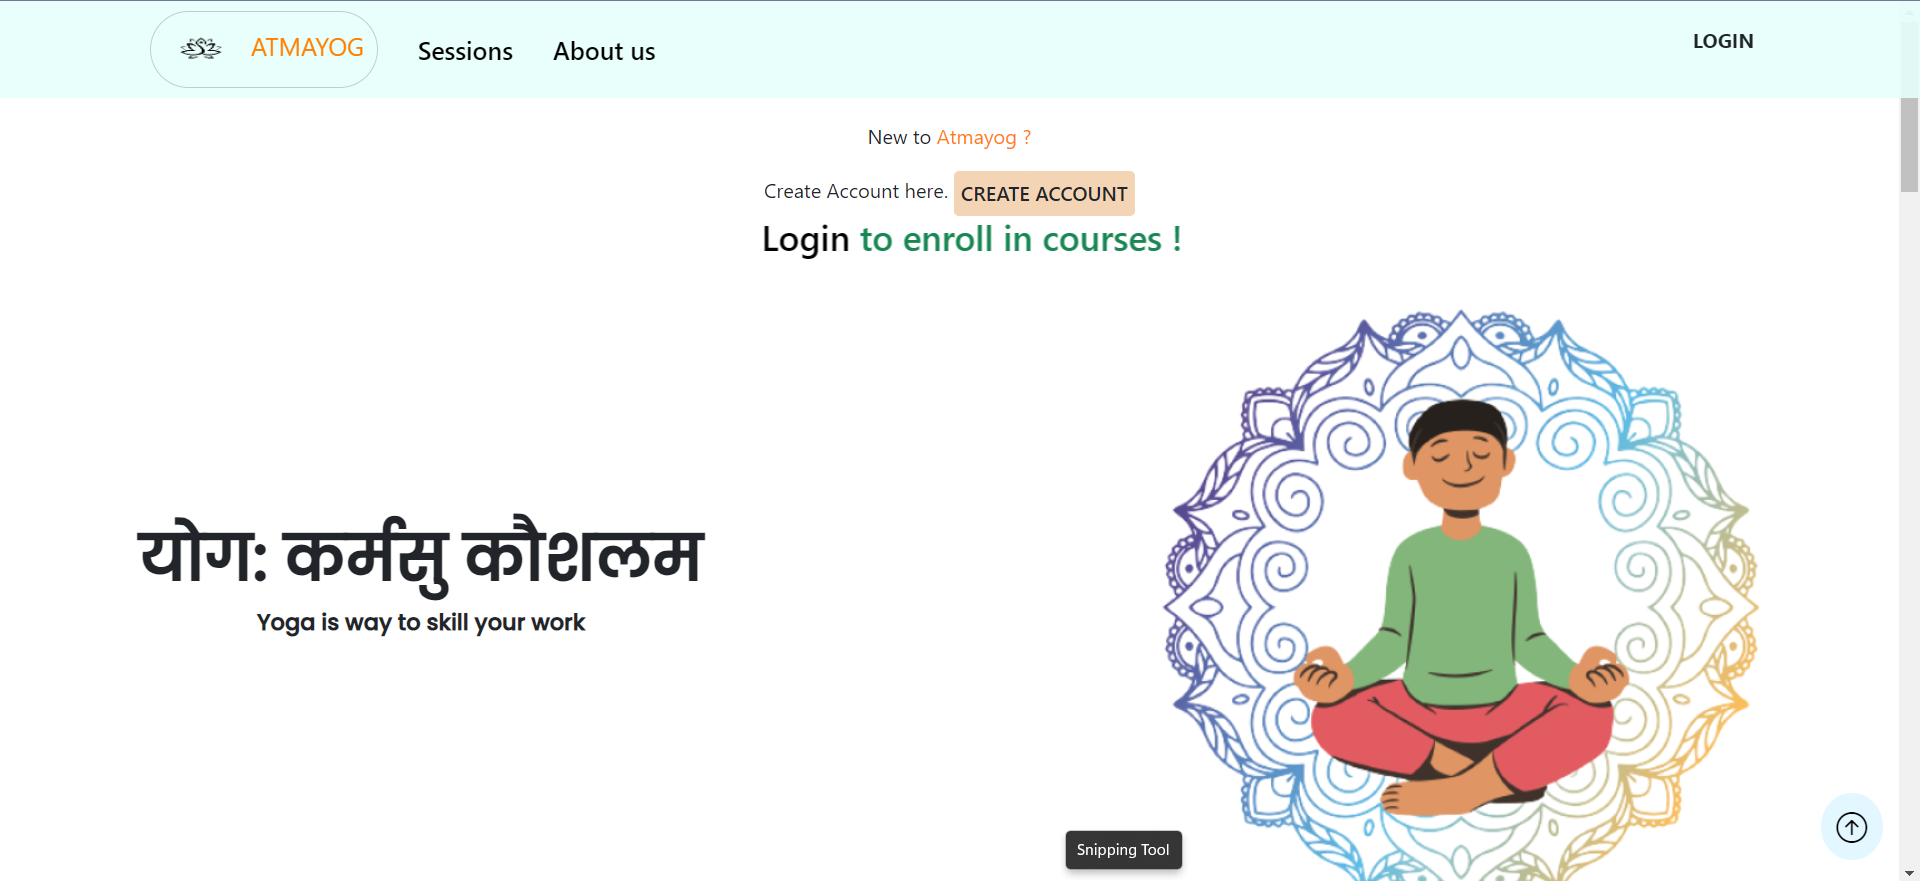 ATMAYOG Sessions About us LOGIN
New to Atmayog ?
Create Account here. CREATE ACCOUNT
Login to enroll in courses !
योग: कर्मसु कौशलम
Yoga is way to skill your work
Snipping Tool